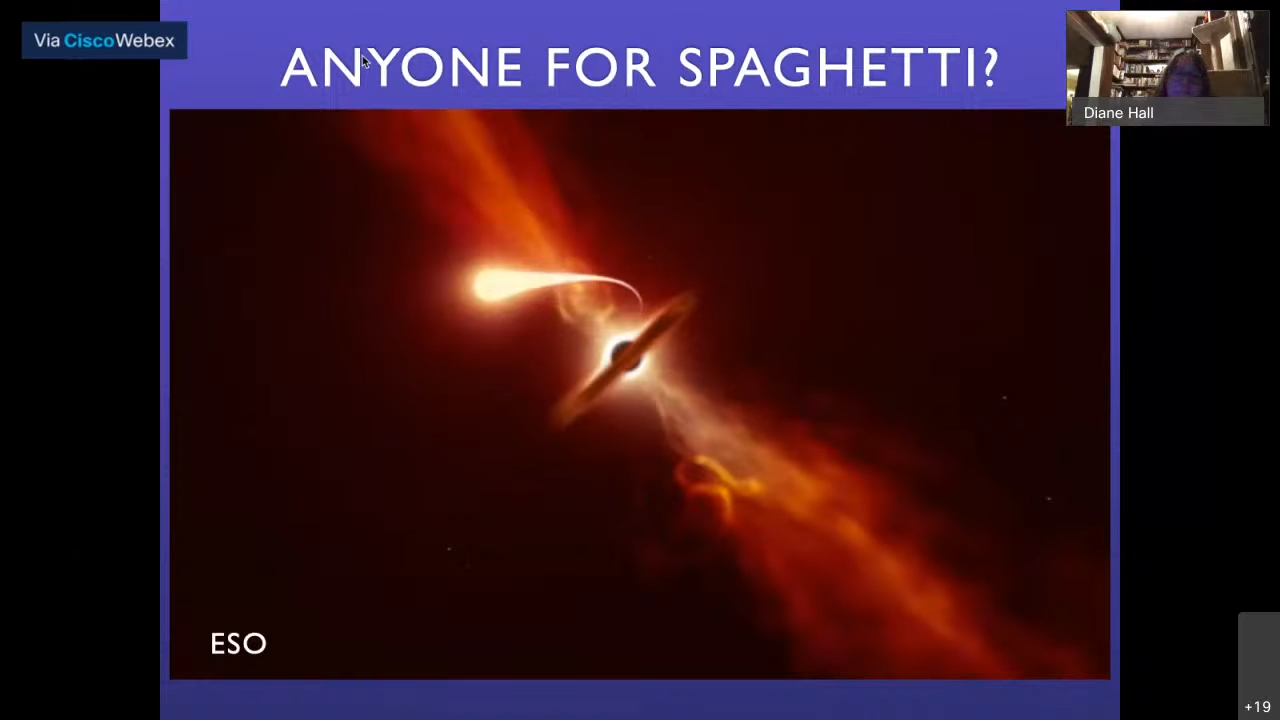 Via CiscoWebex
ANYONE FOR SPAGHETTI?
Diane Hall
ESO
+19